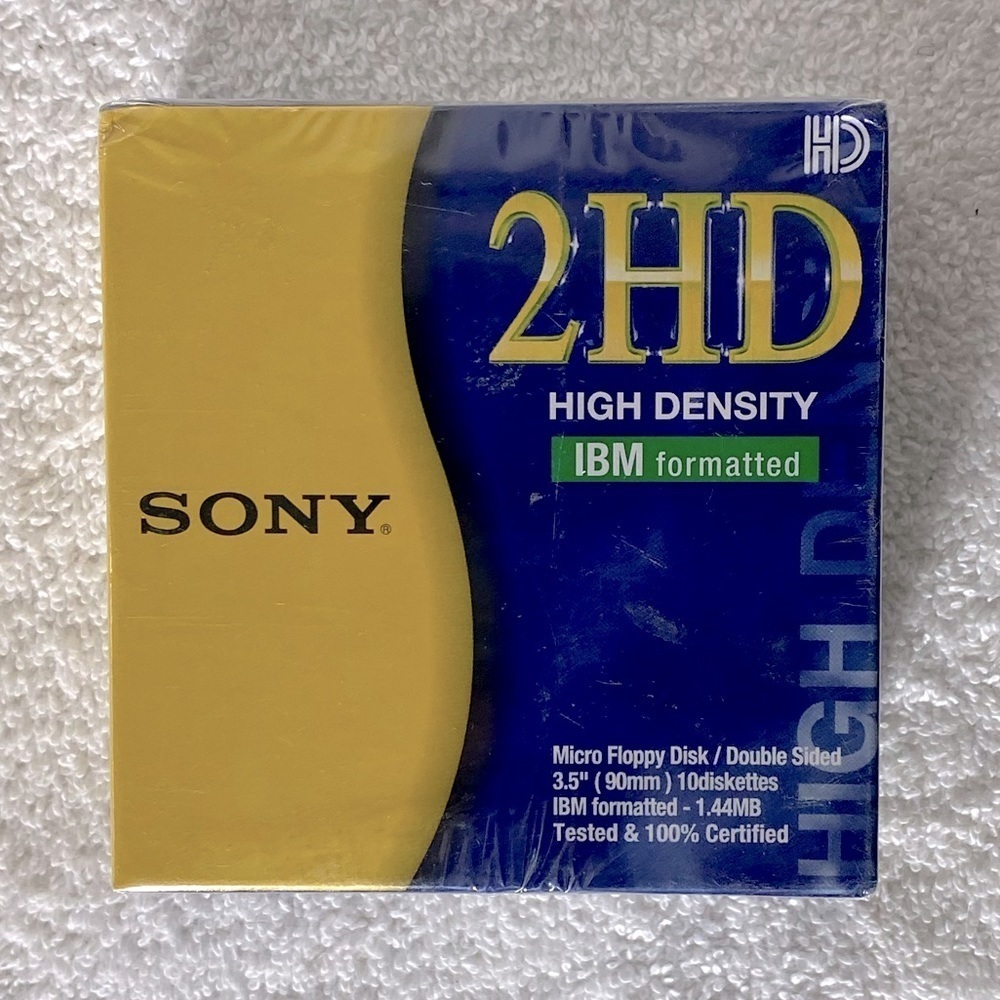 HD
2HD
HIGH DENSITY
IBM formatted
SONY®
Micro Floppy Disk / Double Sided
3.5" ( 90mm ) 10diskettes
IBM formatted - 1.44MB
Tested & 100% Certified
HIGH DE